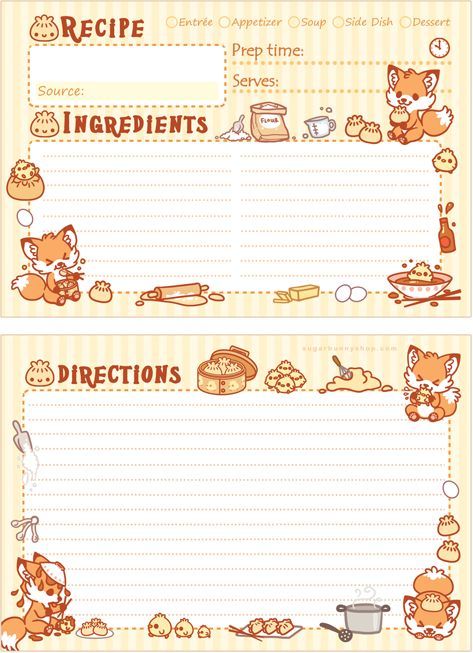 Recipe
Entrée Appetizer Soup Side Dish Dessert
Prep time:
Source:
Serves:
Ingredients
FLOUR
sugarbunnyshop.com
Directions